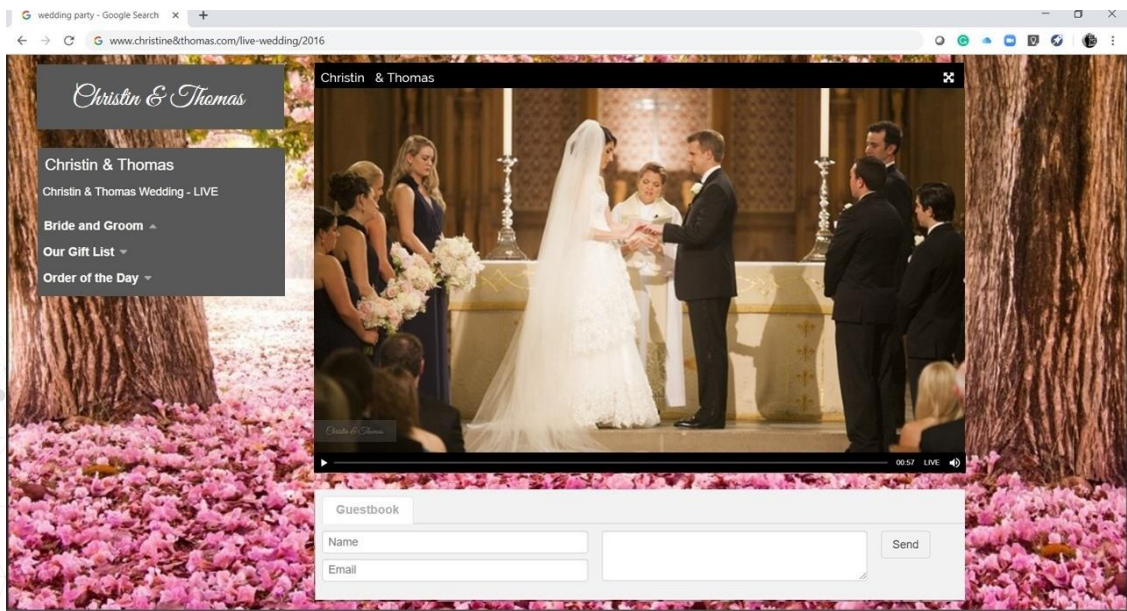 wedding party - Google Search
www.christine&thomas.com/live-wedding/2016
Christin & Thomas
Christin & Thomas
Christin & Thomas Wedding - LIVE
Bride and Groom
Our Gift List
Order of the Day
Christin & Thomas
Christin & Thomas
00:57 LIVE
Guestbook
Name
Send
Email